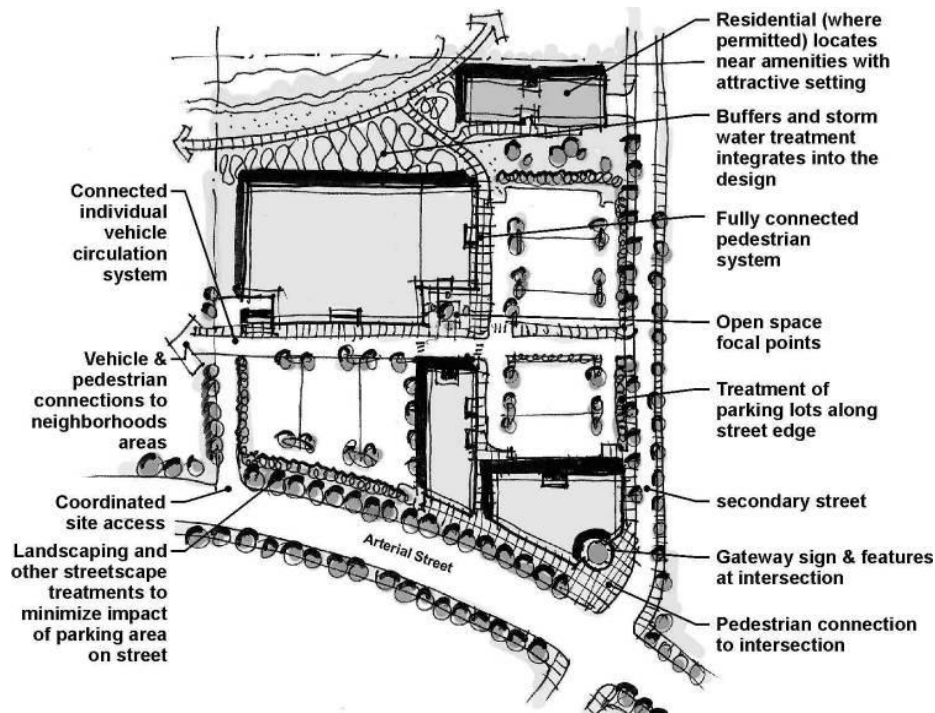 Residential (where
permitted) locates
near amenities with
attractive setting
Buffers and storm
water treatment
integrates into the
design
Fully connected
pedestrian
system
Open space
focal points
Treatment of
parking lots along
street edge
secondary street
Gateway sign & features
at intersection
Pedestrian connection
to intersection
Connected
individual
vehicle
circulation
system
Vehicle &
pedestrian
connections to
neighborhoods
areas
Coordinated
site access
Landscaping and
other streetscape
treatments to
minimize impact
of parking area
on street
Arterial Street